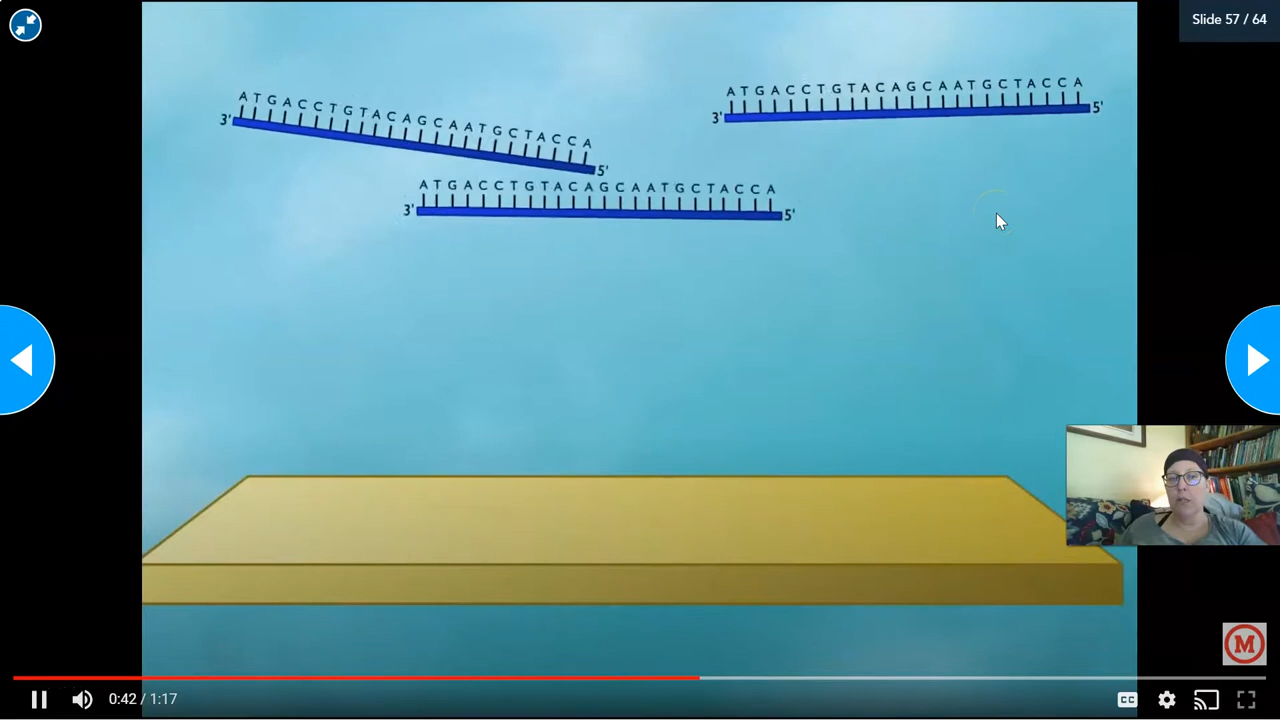 Slide 57 / 64
ATGACCTGTACAGCAATGCTACCA
3' 5'
ATGACCTGTACAGCAATGCTACCA
3' 5'
ATGACCTGTACAGCAATGCTACCA
3' 5'
M
0:42 / 1:17
CC